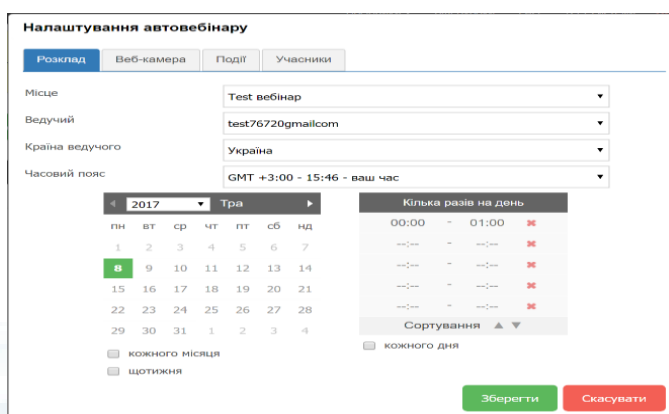 Налаштування автовебінару
Розклад Веб-камера Події Учасники
Місце Test вебінар
Ведучий test76720gmailcom
Країна ведучого Україна
Часовий пояс GMT +3:00 - 15:46 - ваш час
2017 Тра Кілька разів на день
пн вт ср чт пт сб нд 00:00 - 01:00
1 2 3 4 5 6 7 --:-- - --:--
8 9 10 11 12 13 14 --:-- - --:--
15 16 17 18 19 20 21 --:-- - --:--
22 23 24 25 26 27 28 --:-- - --:--
29 30 31 1 2 3 4 Сортування
кожного місяця кожного дня
щотижня
Зберегти Скасувати